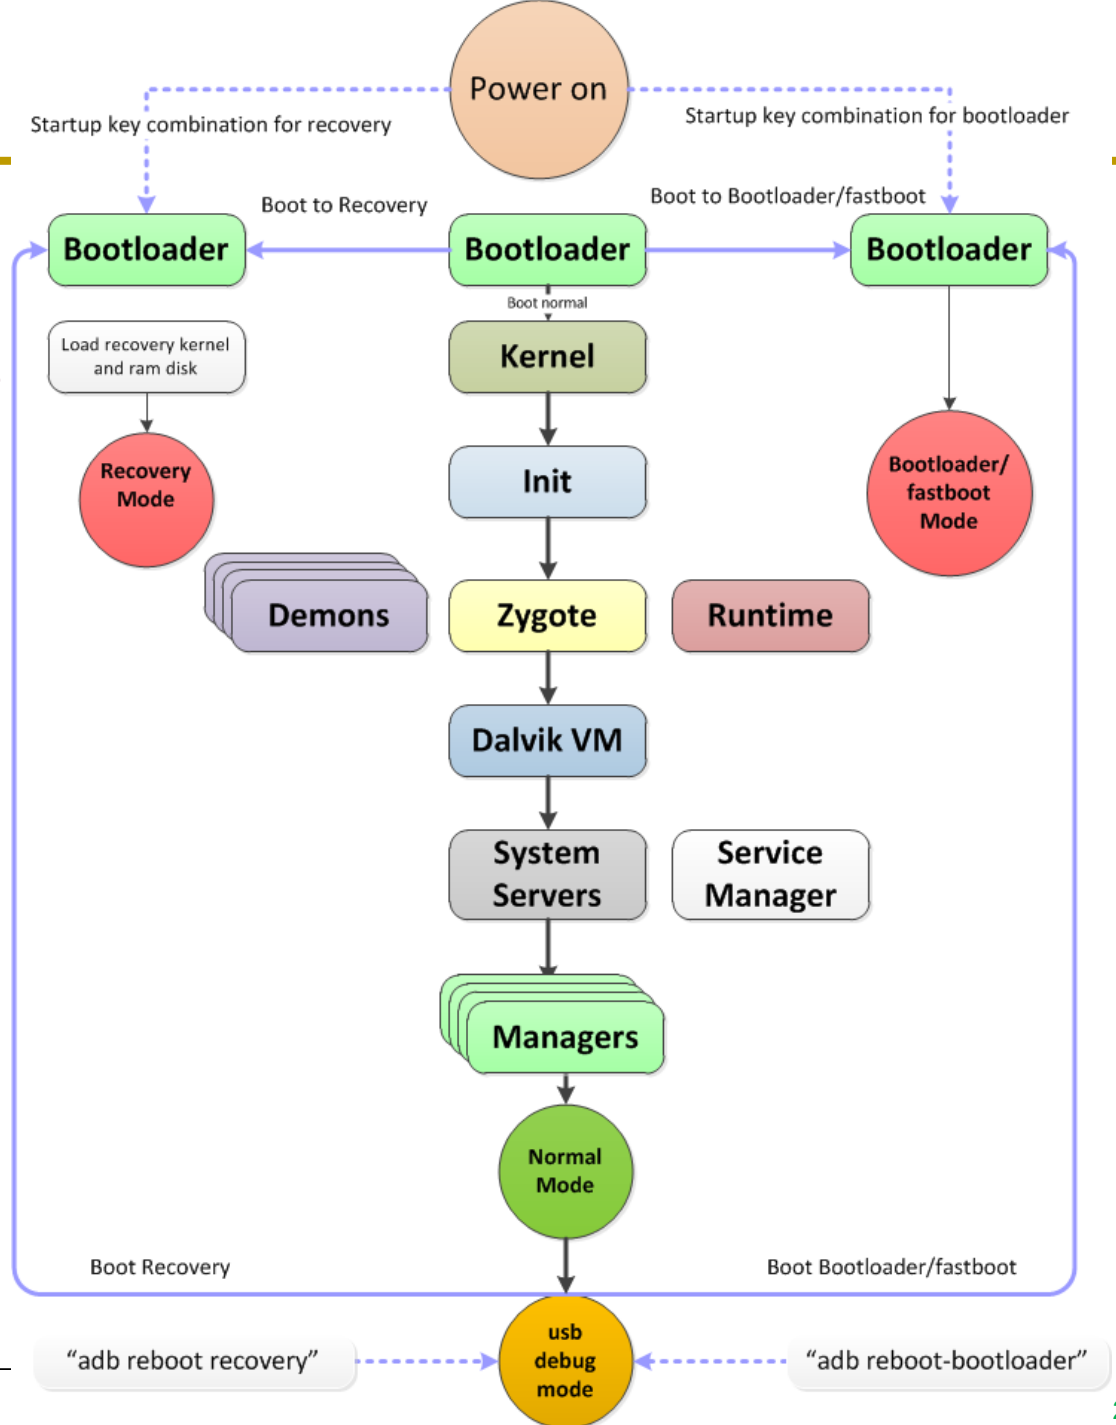 Power on
Startup key combination for recovery
Startup key combination for bootloader
Boot to Recovery
Boot to Bootloader/fastboot
Bootloader
Bootloader
Bootloader
Boot normal
Load recovery kernel
and ram disk
Kernel
Recovery
Mode
Init
Bootloader/
fastboot
Mode
Demons
Zygote
Runtime
Dalvik VM
System
Servers
Service
Manager
Managers
Normal
Mode
Boot Recovery
Boot Bootloader/fastboot
"adb reboot recovery"
usb
debug
mode
"adb reboot-bootloader"